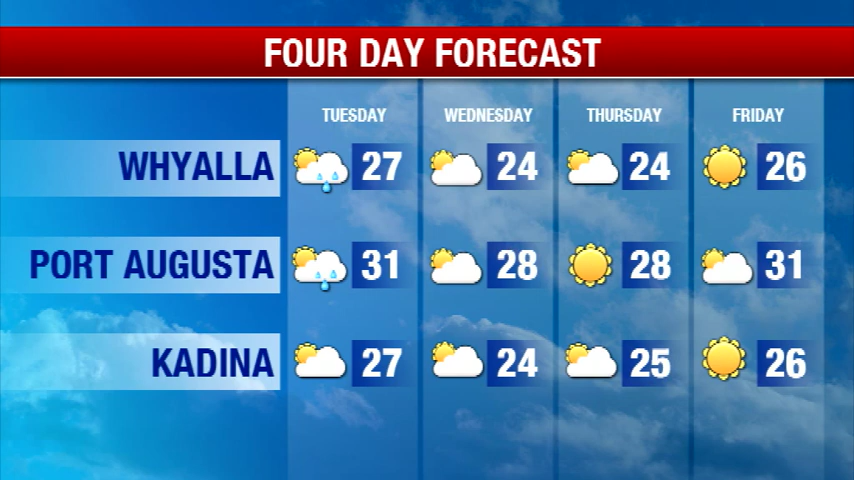 FOUR DAY FORECAST
TUESDAY WEDNESDAY THURSDAY FRIDAY
WHYALLA 27 24 24 26
PORT AUGUSTA 31 28 28 31
KADINA 27 24 25 26